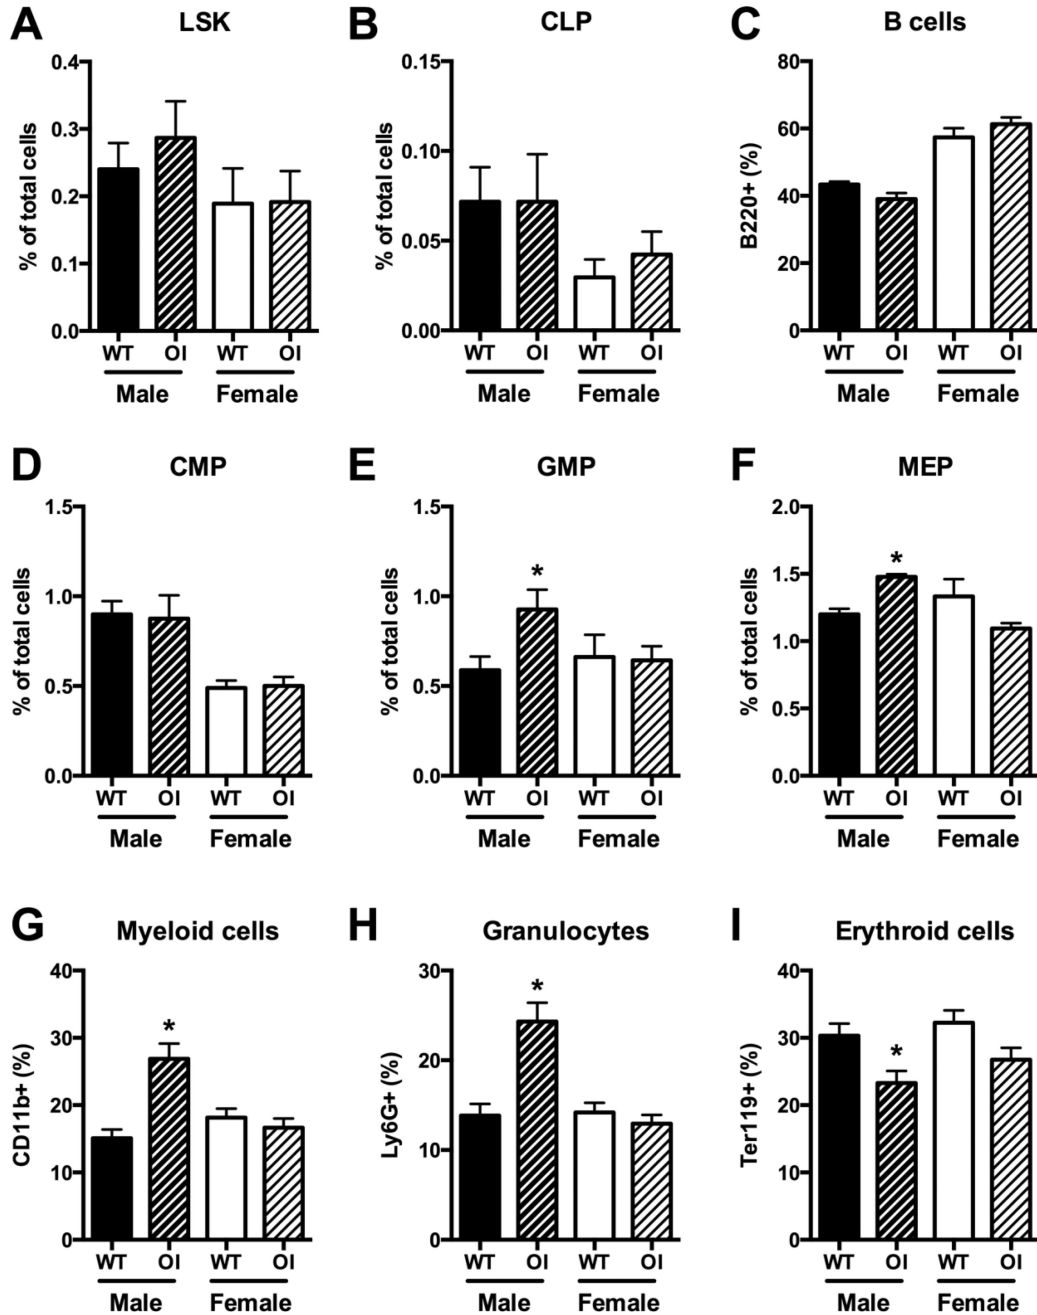 A LSK
0.4
0.3
0.2
0.1
0.0
% of total cells
WT OI WT OI
Male Female
B CLP
0.15
0.10
0.05
0.00
% of total cells
WT OI WT OI
Male Female
C B cells
80
60
40
20
0
B220+ (%)
WT OI WT OI
Male Female
D CMP
1.5
1.0
0.5
0.0
% of total cells
WT OI WT OI
Male Female
E GMP
1.5
1.0
0.5
0.0
% of total cells
*
WT OI WT OI
Male Female
F MEP
2.0
1.5
1.0
0.5
0.0
% of total cells
*
WT OI WT OI
Male Female
G Myeloid cells
40
30
20
10
0
CD11b+ (%)
*
WT OI WT OI
Male Female
H Granulocytes
30
20
10
0
Ly6G+ (%)
*
WT OI WT OI
Male Female
I Erythroid cells
40
30
20
10
0
Ter119+ (%)
*
WT OI WT OI
Male Female